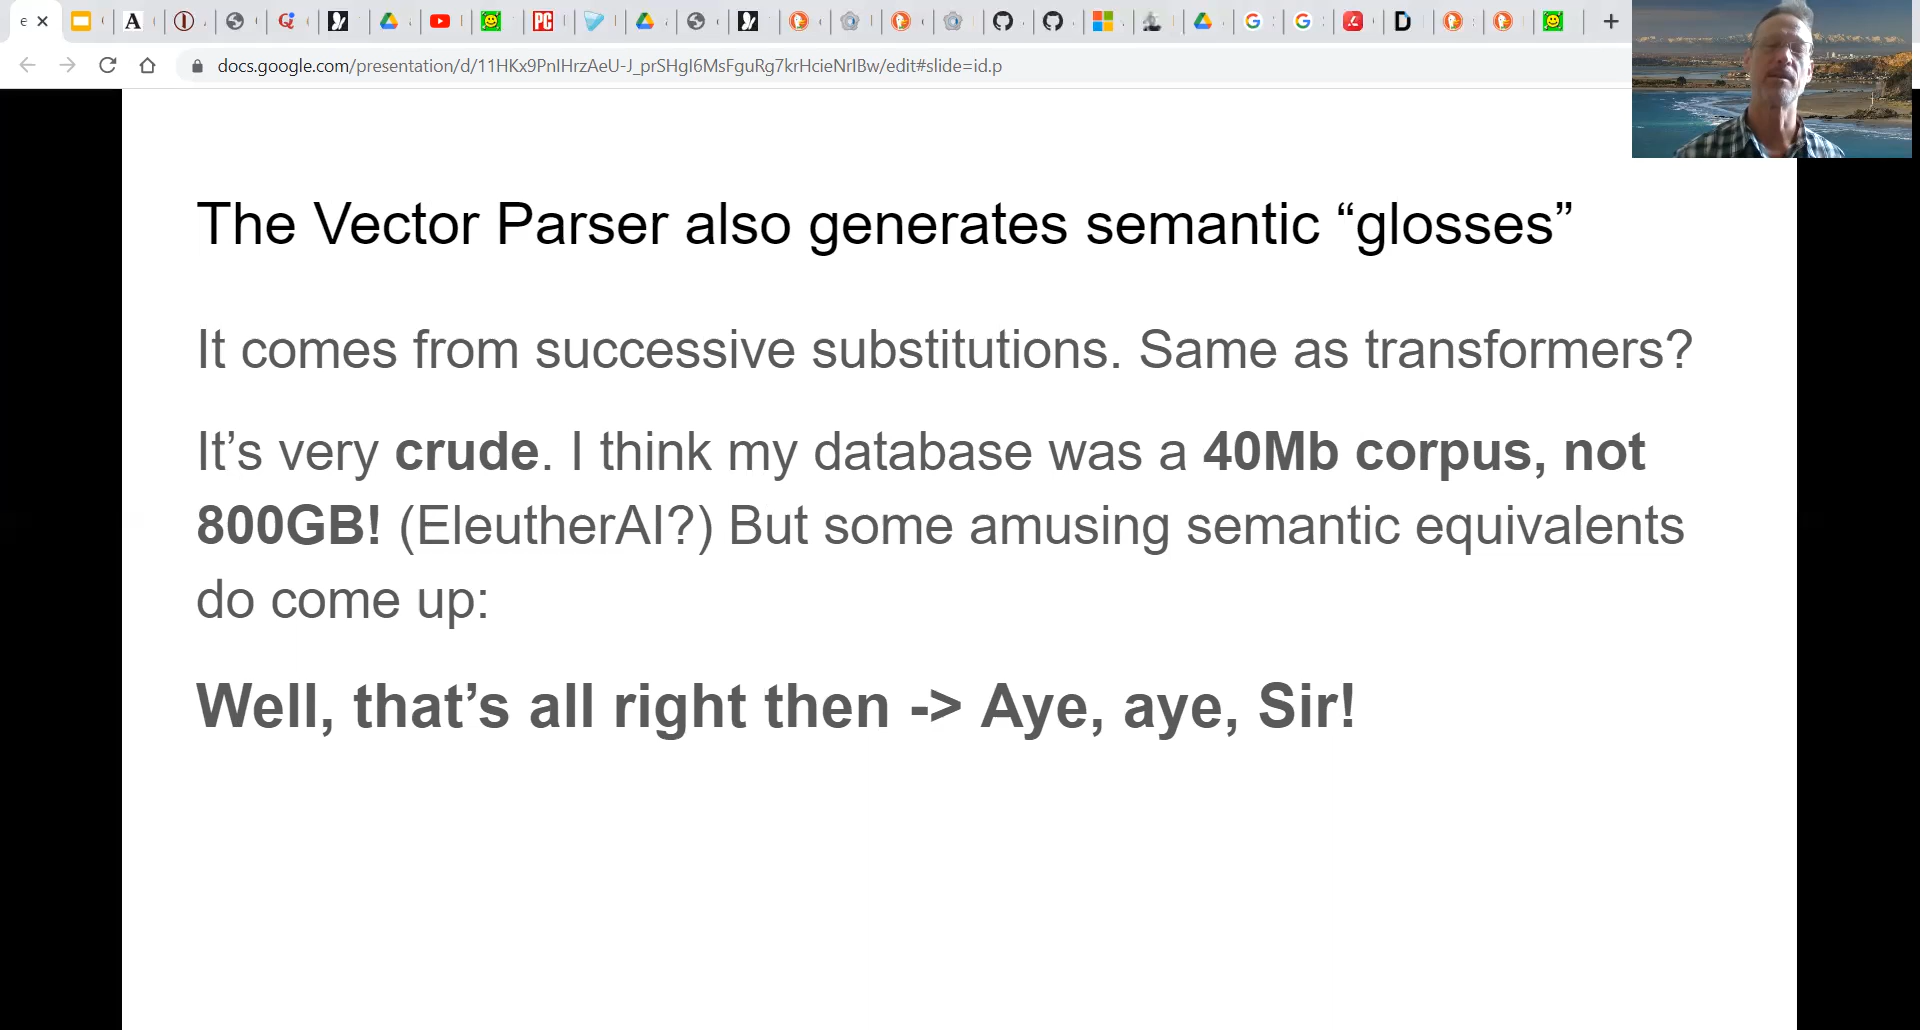 docs.google.com/presentation/d/11HKx9PnIHrzAeU-J_prSHgI6MsFguRg7krHcieNrIBw/edit#slide=id.p
The Vector Parser also generates semantic “glosses”
It comes from successive substitutions. Same as transformers?
It’s very crude. I think my database was a 40Mb corpus, not
800GB! (EleutherAI?) But some amusing semantic equivalents
do come up:
Well, that’s all right then -> Aye, aye, Sir!